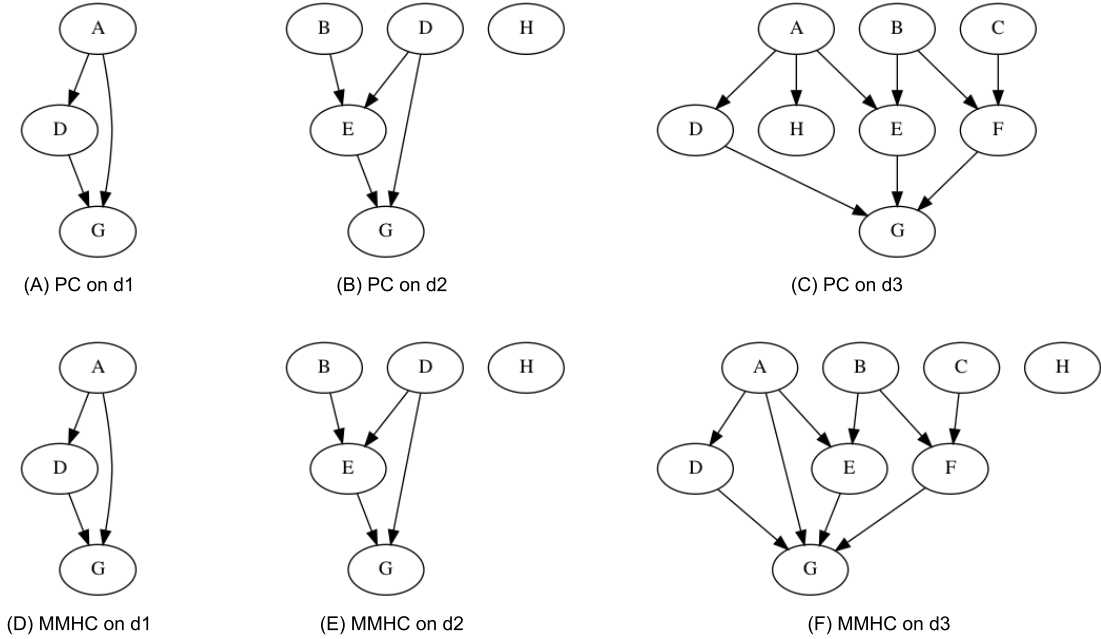 A B D H A B C
D E D H E F
G G G
(A) PC on d1 (B) PC on d2 (C) PC on d3
A B D H A B C H
D E D E F
G G G
(D) MMHC on d1 (E) MMHC on d2 (F) MMHC on d3